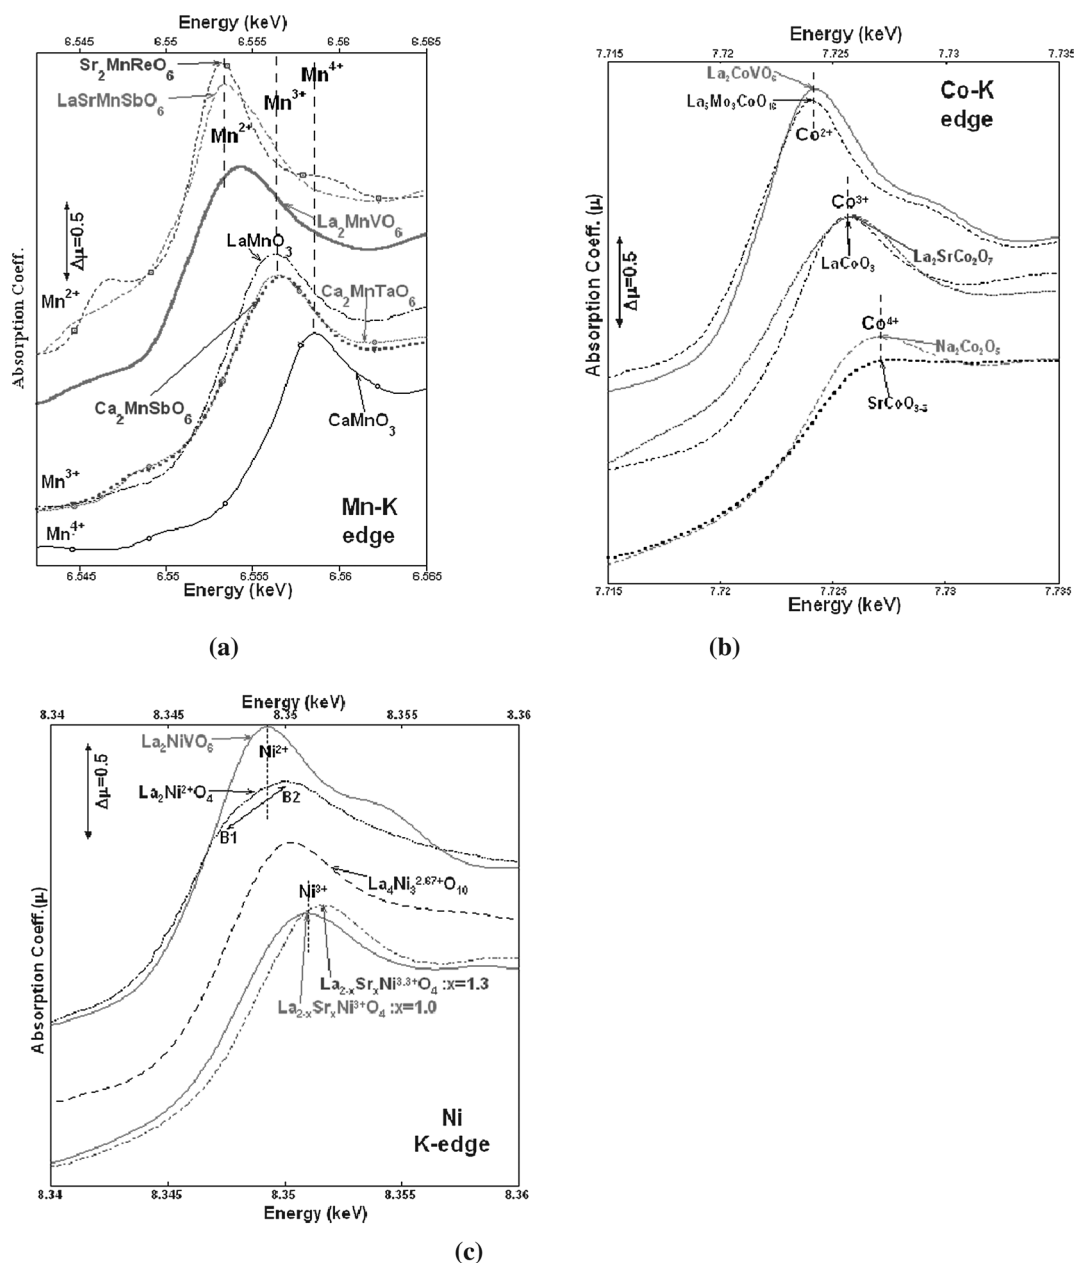 Energy (keV)
6.545 6.55 6.555 6.56 6.565
Sr2MnReO6
Mn4+
LaSrMnSbO6
Mn3+
Mn2+
Δμ=0.5
La2MnVO6
LaMnO3
Ca2MnTaO6
Mn2+
Absorption Coeff.
Ca2MnSbO6
CaMnO3
Mn3+
Mn-K
edge
Mn4+
6.545 6.55 6.555 6.56 6.565
Energy (keV)
(a)
Energy (keV)
7.715 7.72 7.725 7.73 7.735
La2CoVO6
Co-K
edge
Co2+
Co3+
La2SrCo2O7
LaCoO3
Δμ=0.5
Absorption Coeff. (μ)
Co4+
SrCoO3-δ
7.715 7.72 7.725 7.73 7.735
Energy (keV)
(b)
Energy (keV)
8.34 8.345 8.35 8.355 8.36
La2NiVO6
Ni2+
Δμ=0.5
La2Ni2+O4
B2
B1
La4Ni3 2.67+O10
Ni3+
Absorption Coeff.(μ)
La2-xSrxNi3.3+O4 :x=1.3
La2-xSrxNi3+O4 :x=1.0
Ni
K-edge
8.34 8.345 8.35 8.355 8.36
Energy (keV)
(c)